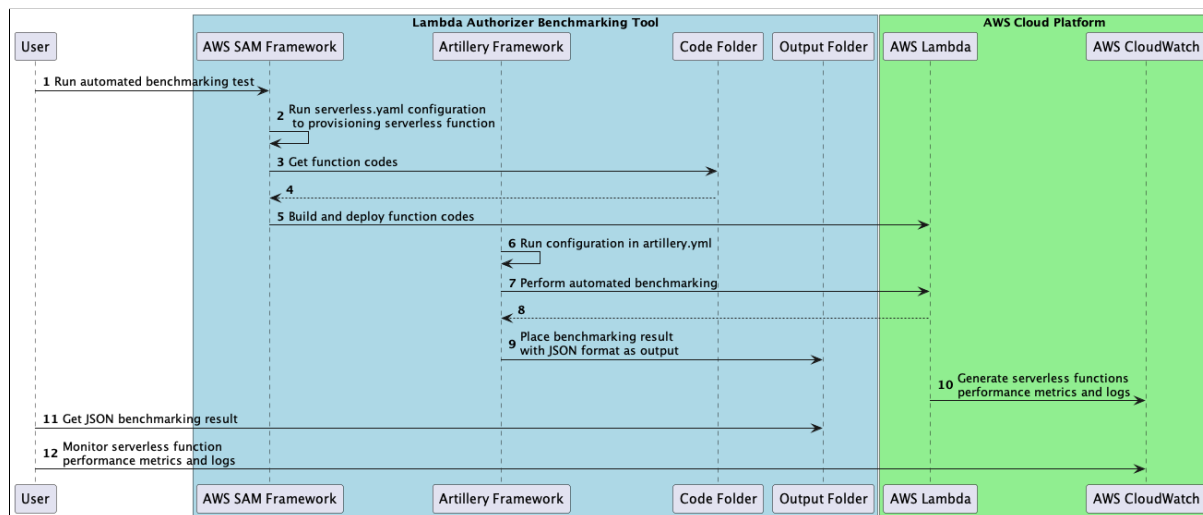 Lambda Authorizer Benchmarking Tool
AWS Cloud Platform
User
AWS SAM Framework
Artillery Framework
Code Folder
Output Folder
AWS Lambda
AWS CloudWatch
1 Run automated benchmarking test
2 Run serverless.yaml configuration
to provisioning serverless function
3 Get function codes
4
5 Build and deploy function codes
6 Run configuration in artillery.yml
7 Perform automated benchmarking
8
9 Place benchmarking result
with JSON format as output
10 Generate serverless functions
performance metrics and logs
11 Get JSON benchmarking result
12 Monitor serverless function
performance metrics and logs
User
AWS SAM Framework
Artillery Framework
Code Folder
Output Folder
AWS Lambda
AWS CloudWatch